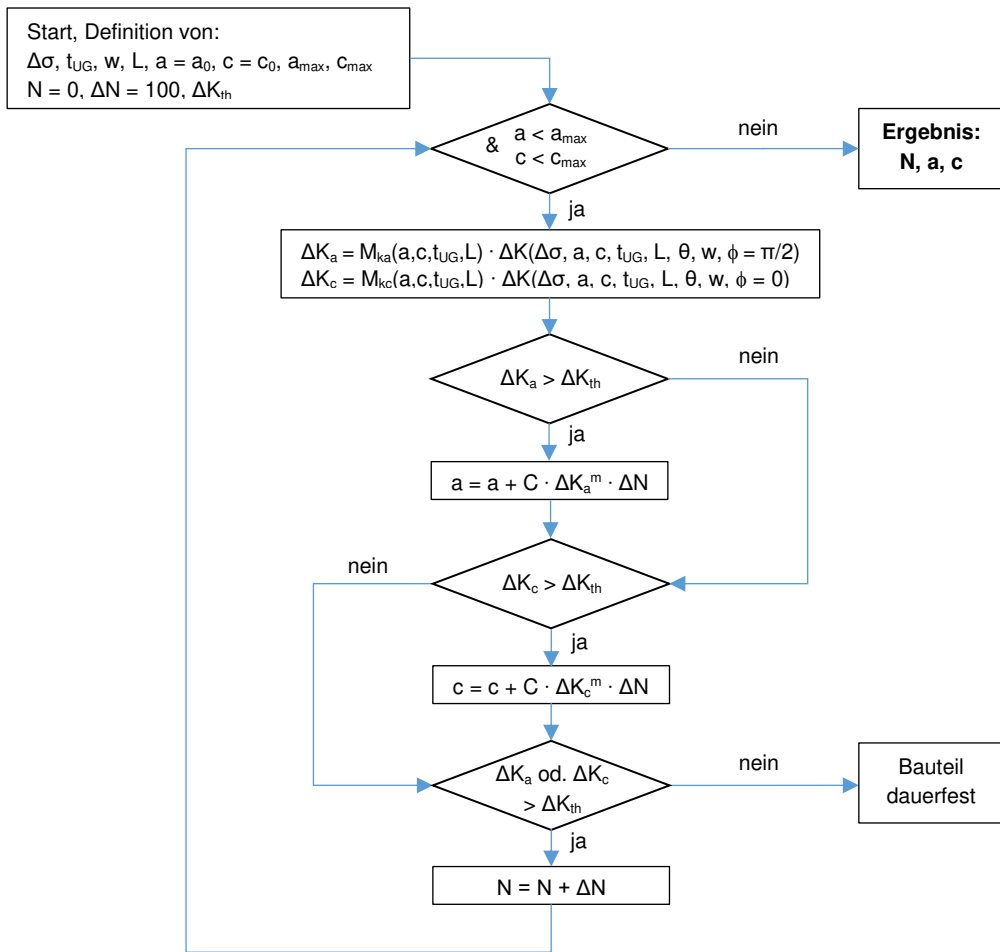 Start, Definition von:
Δσ, t_UG, w, L, a = a₀, c = c₀, a_max, c_max
N = 0, ΔN = 100, ΔK_th
& a < a_max
c < c_max
nein
Ergebnis:
N, a, c
ja
ΔK_a = M_ka(a,c,t_UG,L) · ΔK(Δσ, a, c, t_UG, L, θ, w, ϕ = π/2)
ΔK_c = M_kc(a,c,t_UG,L) · ΔK(Δσ, a, c, t_UG, L, θ, w, ϕ = 0)
ΔK_a > ΔK_th
nein
ja
a = a + C · ΔK_a^m · ΔN
nein
ΔK_c > ΔK_th
ja
c = c + C · ΔK_c^m · ΔN
ΔK_a od. ΔK_c
> ΔK_th
nein
Bauteil
dauerfest
ja
N = N + ΔN